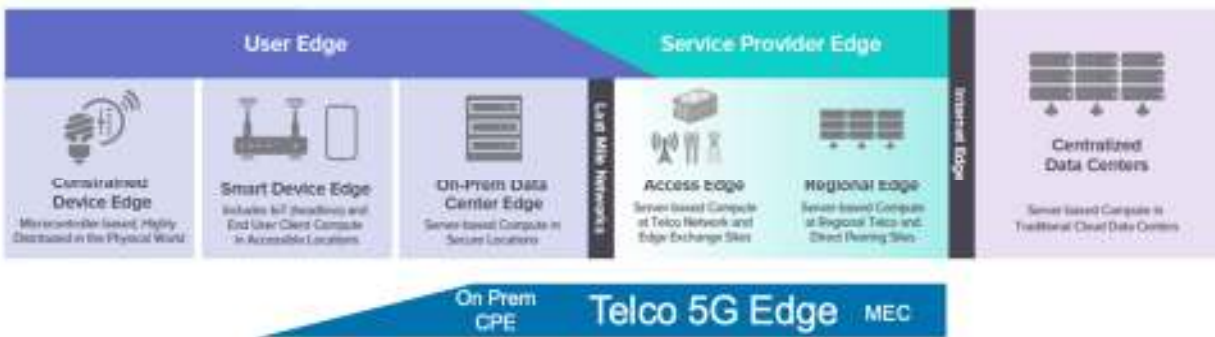 User Edge
Service Provider Edge
Last Mile Networks
Internet Edge
Constrained
Device Edge
Microcontroller-based, Highly
Distributed in the Physical World
Smart Device Edge
Includes IoT (headless) and
End User Client Compute
in Accessible Locations
On-Prem Data
Center Edge
Server-based Compute in
Secure Locations
Access Edge
Server-based Compute
at Telco Network and
Edge Exchange Sites
Regional Edge
Server-based Compute
at Regional Telco and
Direct Peering Sites
Centralized
Data Centers
Server-based Compute in
Traditional Cloud Data Centers
On Prem
CPE
Telco 5G Edge
MEC